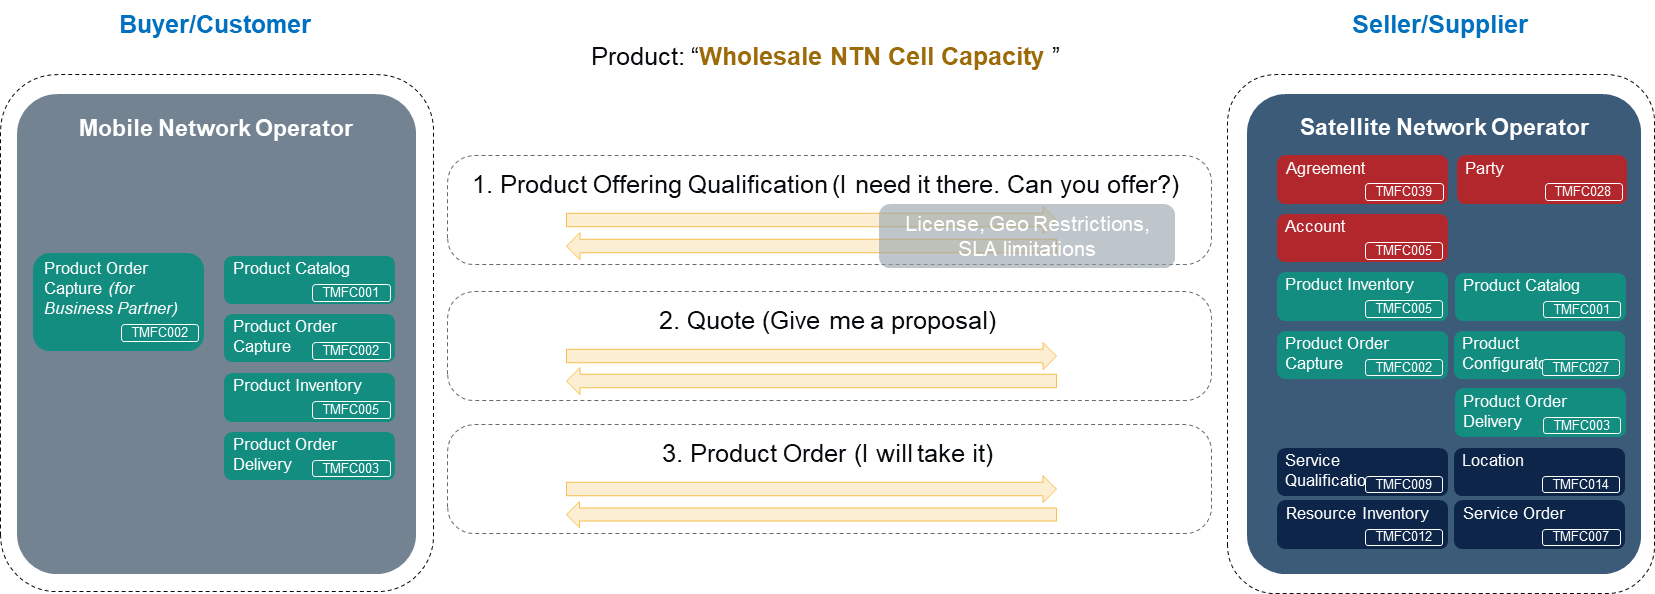 Buyer/Customer
Seller/Supplier
Product: “Wholesale NTN Cell Capacity ”
Mobile Network Operator
Product Order
Capture (for
Business Partner)
TMFC002
Product Catalog
TMFC001
Product Order
Capture
TMFC002
Product Inventory
TMFC005
Product Order
Delivery
TMFC003
1. Product Offering Qualification (I need it there. Can you offer?)
License, Geo Restrictions,
SLA limitations
2. Quote (Give me a proposal)
3. Product Order (I will take it)
Satellite Network Operator
Agreement
TMFC039
Party
TMFC028
Account
TMFC005
Product Inventory
TMFC005
Product Catalog
TMFC001
Product Order
Capture
TMFC002
Product
Configurato
TMFC027
Product Order
Delivery
TMFC003
Service
Qualificatio
TMFC009
Location
TMFC014
Resource Inventory
TMFC012
Service Order
TMFC007